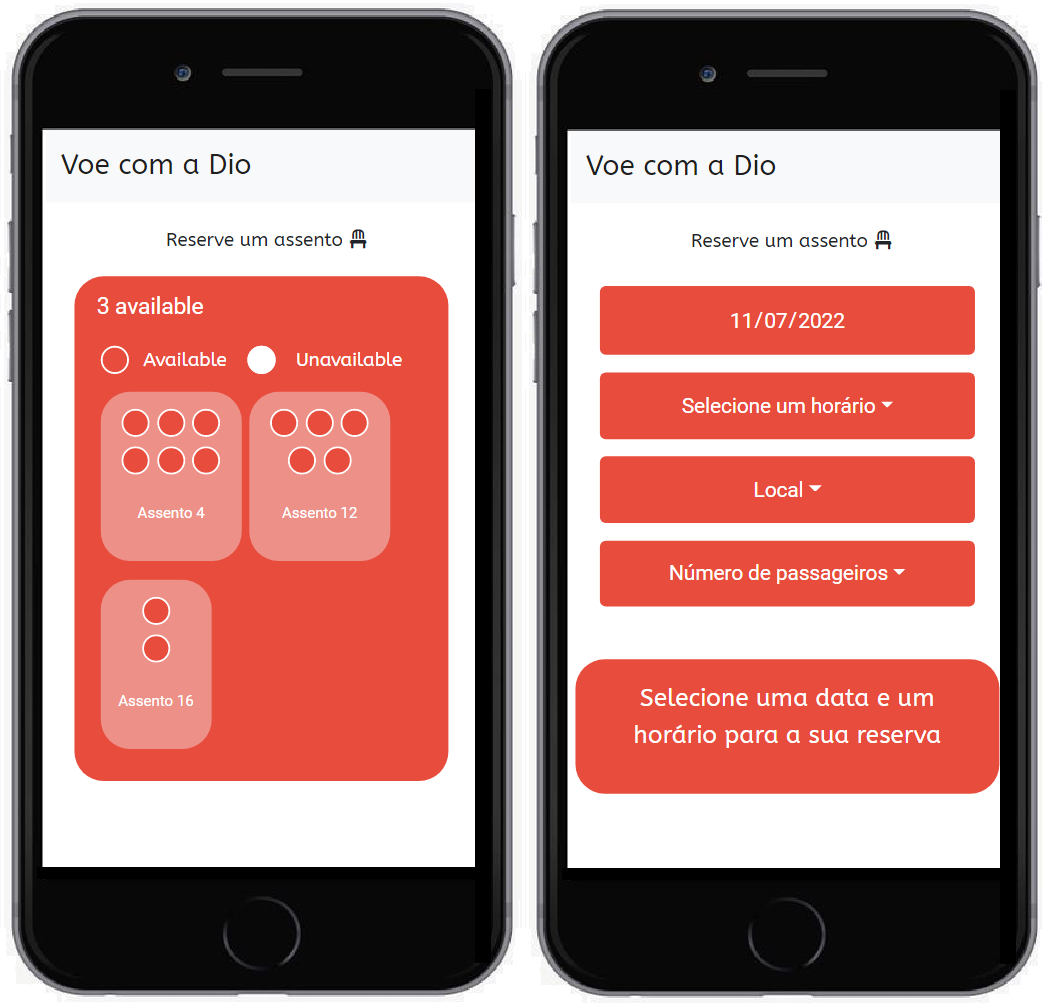 Voe com a Dio
Reserve um assento
3 available
Available Unavailable
Assento 4 Assento 12
Assento 16
Voe com a Dio
Reserve um assento
11/07/2022
Selecione um horário
Local
Número de passageiros
Selecione uma data e um
horário para a sua reserva